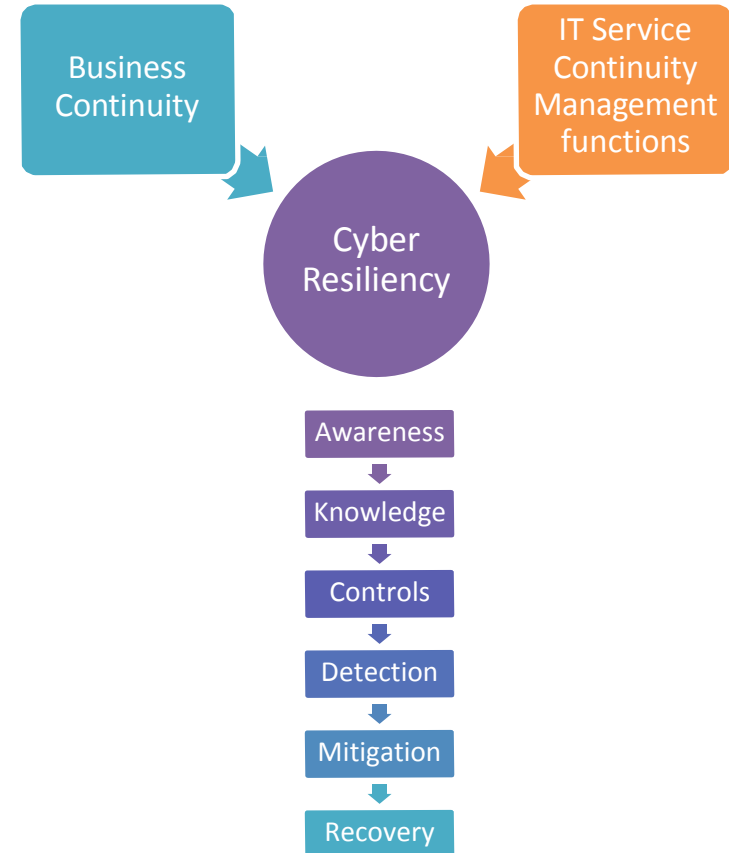 Business
Continuity
IT Service
Continuity
Management
functions
Cyber
Resiliency
Awareness
Knowledge
Controls
Detection
Mitigation
Recovery